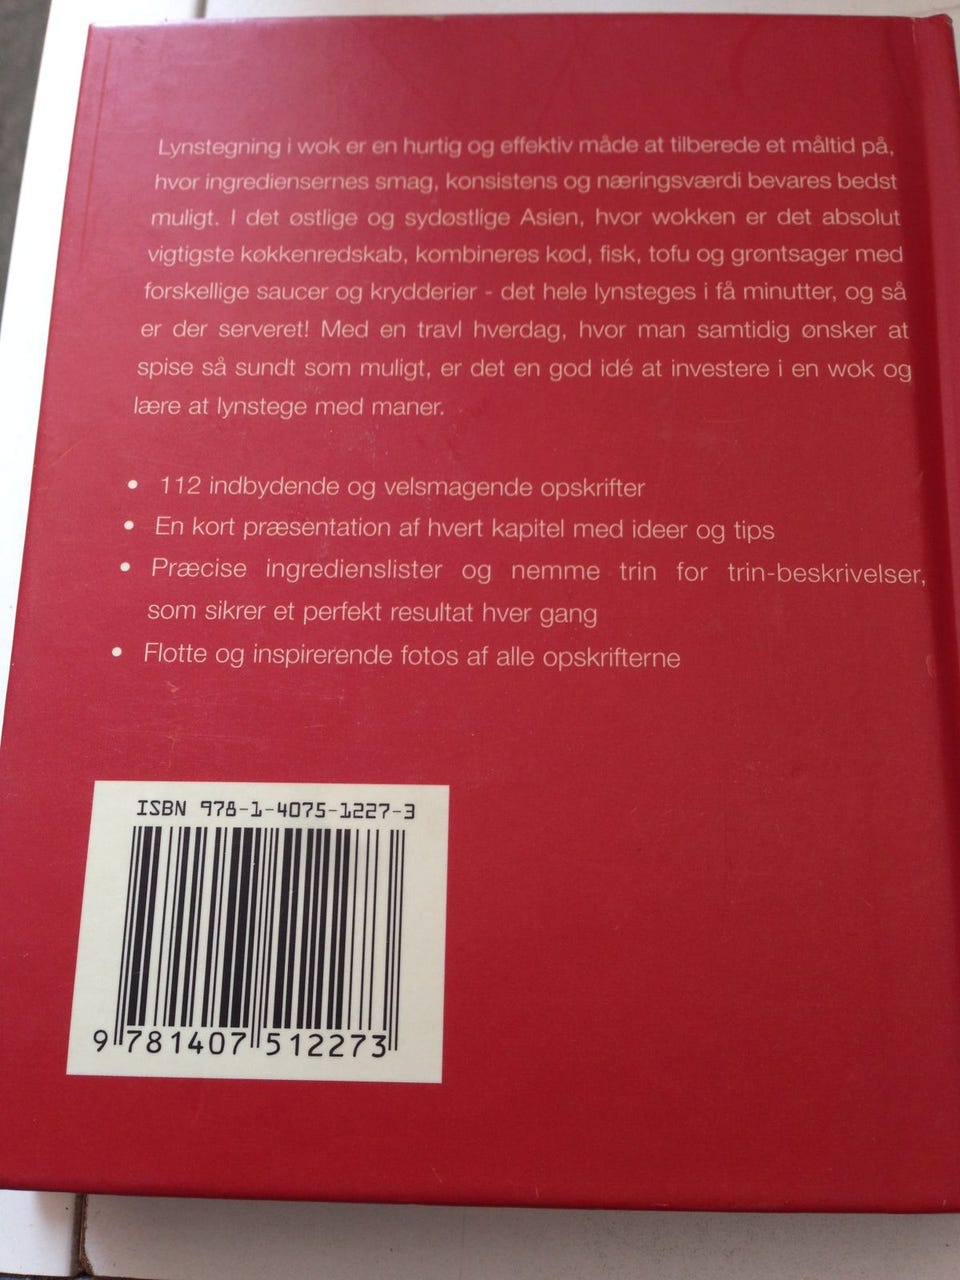 Lynstegning i wok er en hurtig og effektiv måde at tilberede et måltid på,
hvor ingrediensernes smag, konsistens og næringsværdi bevares bedst
muligt. I det østlige og sydøstlige Asien, hvor wokken er det absolut
vigtigste køkkenredskab, kombineres kød, fisk, tofu og grøntsager med
forskellige saucer og krydderier - det hele lynsteges i få minutter, og så
er der serveret! Med en travl hverdag, hvor man samtidig ønsker at
spise så sundt som muligt, er det en god idé at investere i en wok og
lære at lynstege med maner.
• 112 indbydende og velsmagende opskrifter
• En kort præsentation af hvert kapitel med ideer og tips
• Præcise ingredienslister og nemme trin for trin-beskrivelser,
som sikrer et perfekt resultat hver gang
• Flotte og inspirerende fotos af alle opskrifterne
ISBN 978-1-4075-1227-3
9 781407 512273